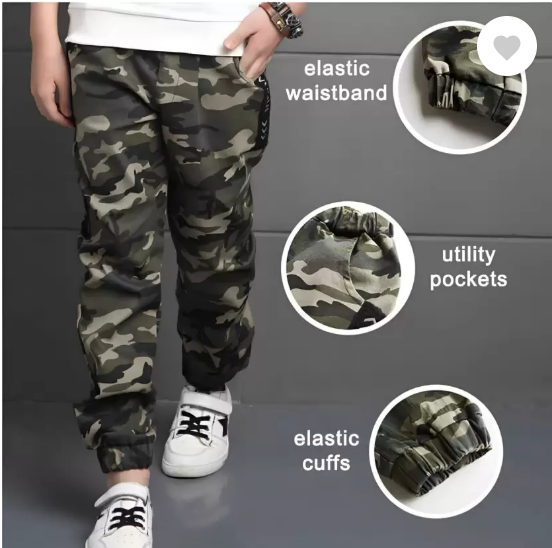 elastic
waistband
utility
pockets
elastic
cuffs